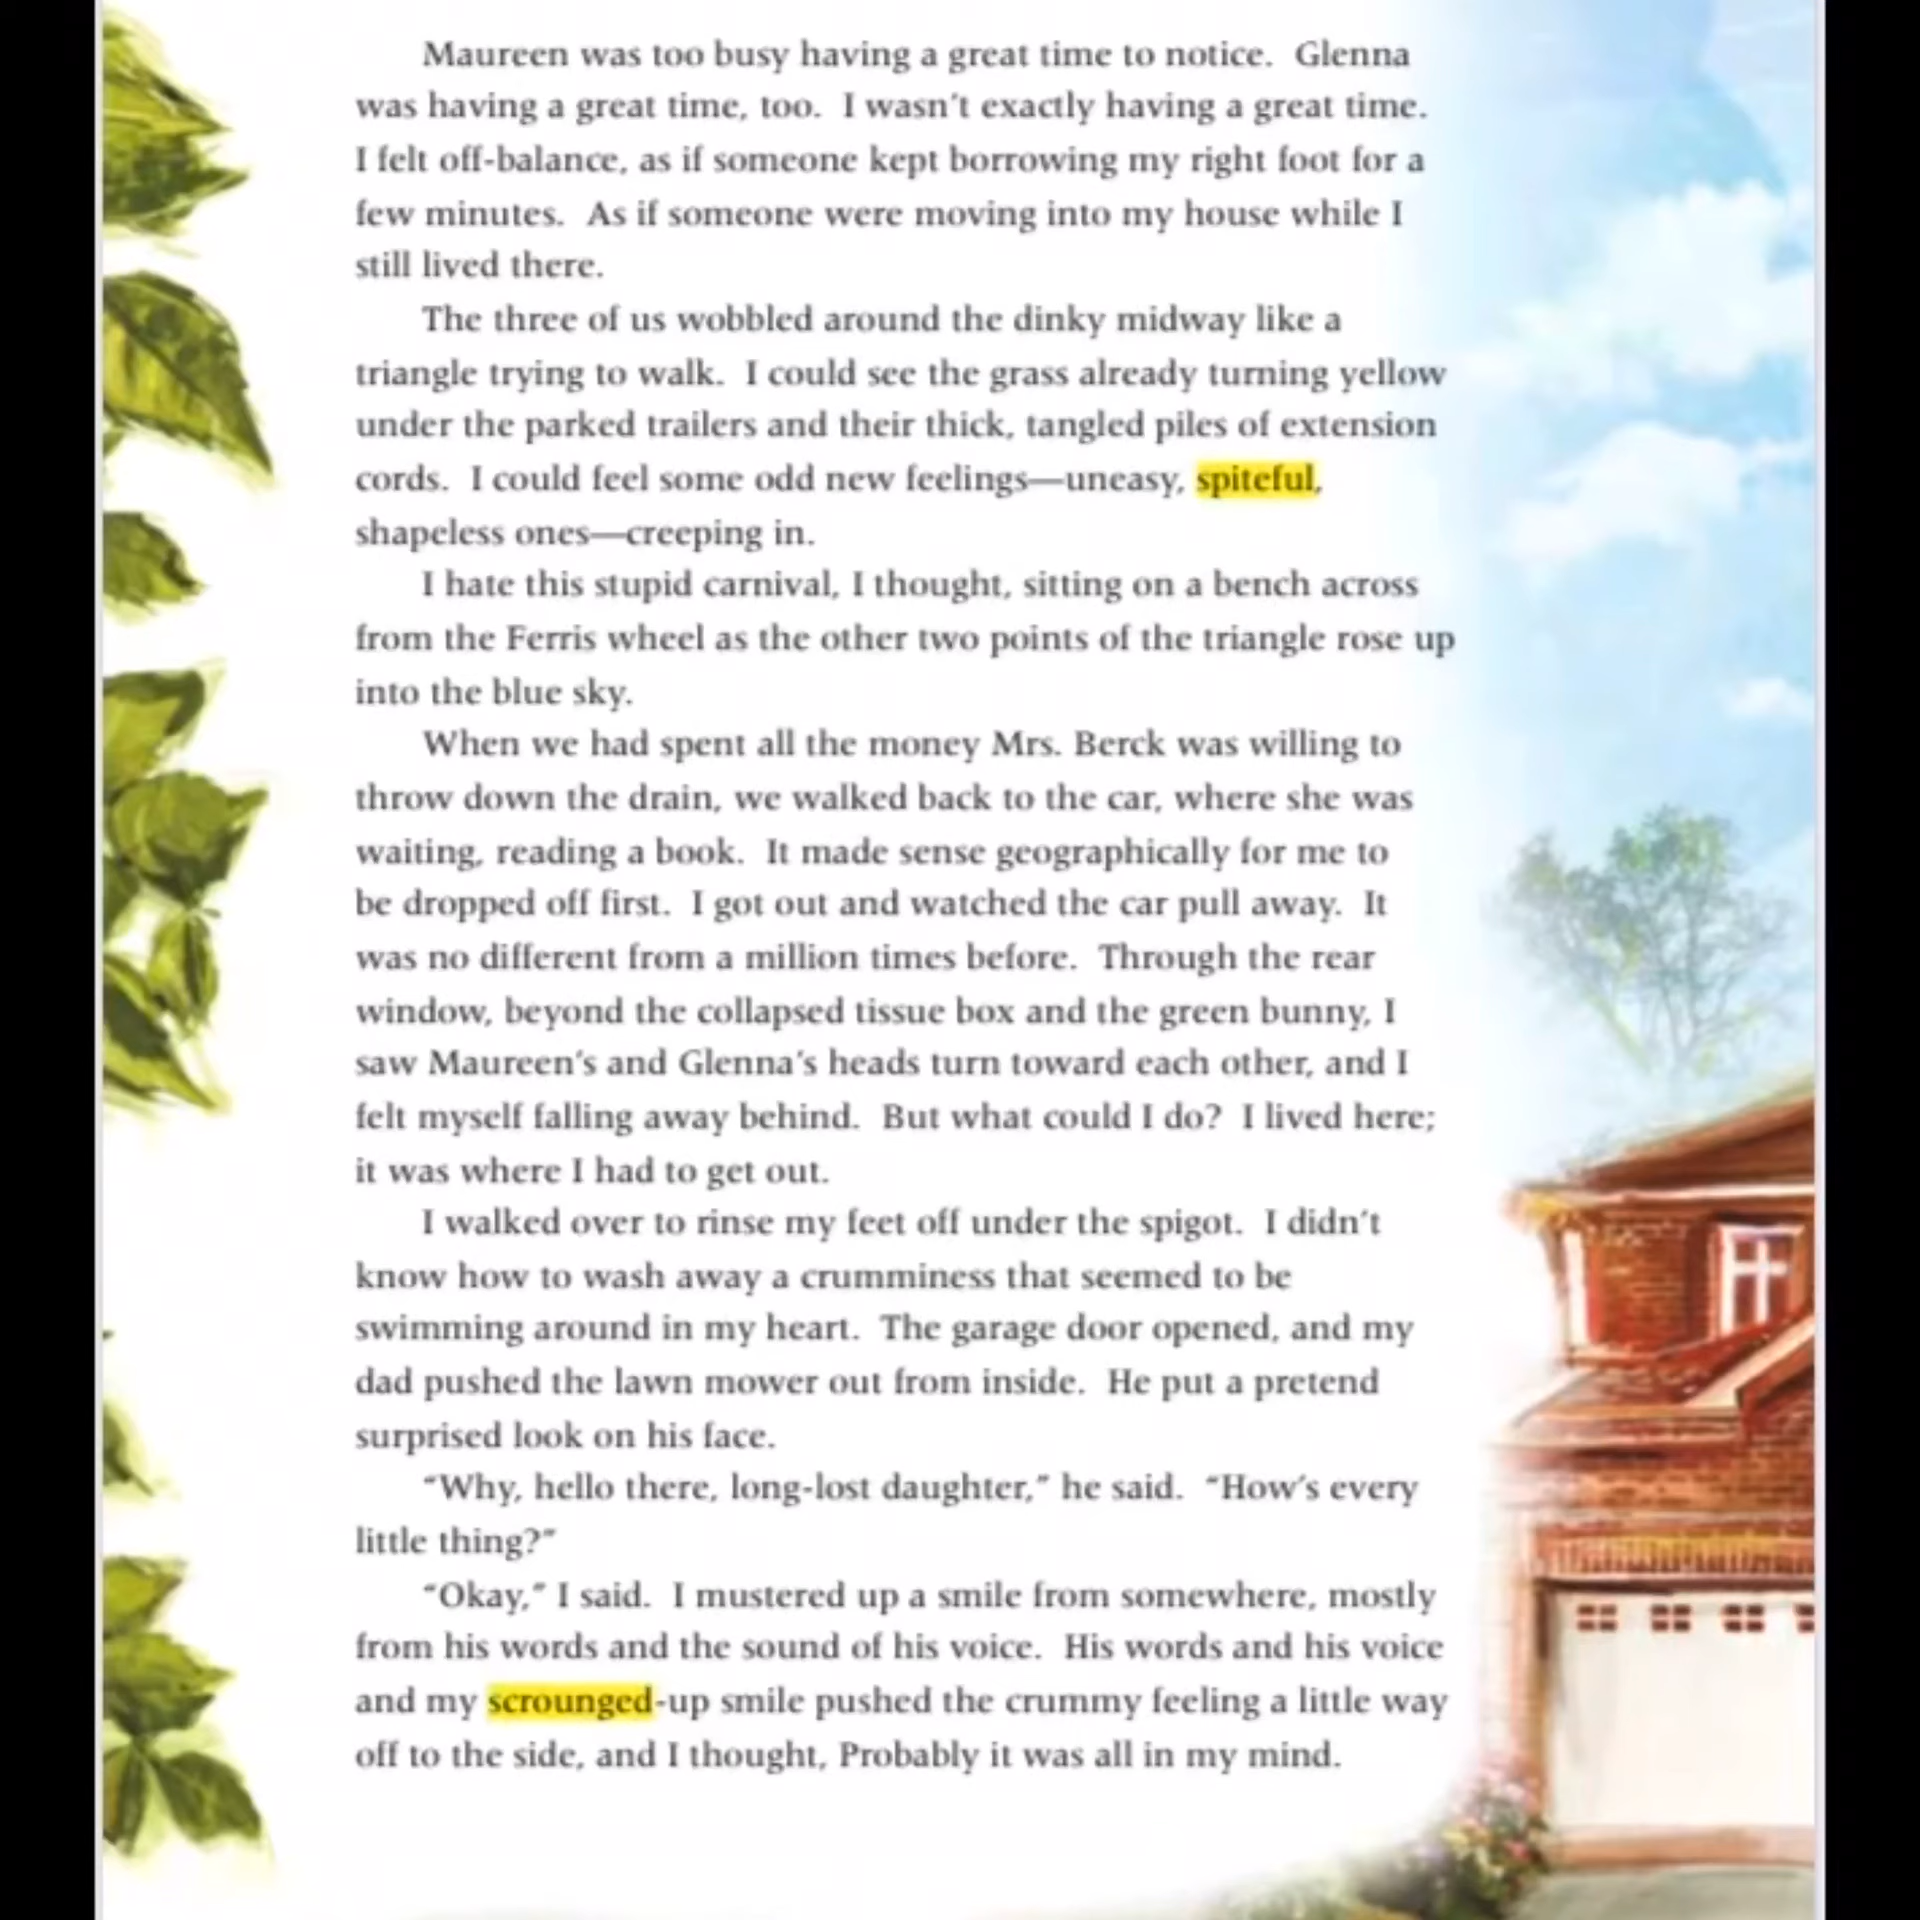 Maureen was too busy having a great time to notice. Glenna
was having a great time, too. I wasn't exactly having a great time.
I felt off-balance, as if someone kept borrowing my right foot for a
few minutes. As if someone were moving into my house while I
still lived there.
The three of us wobbled around the dinky midway like a
triangle trying to walk. I could see the grass already turning yellow
under the parked trailers and their thick, tangled piles of extension
cords. I could feel some odd new feelings—uneasy, spiteful,
shapeless ones—creeping in.
I hate this stupid carnival, I thought, sitting on a bench across
from the Ferris wheel as the other two points of the triangle rose up
into the blue sky.
When we had spent all the money Mrs. Berck was willing to
throw down the drain, we walked back to the car, where she was
waiting, reading a book. It made sense geographically for me to
be dropped off first. I got out and watched the car pull away. It
was no different from a million times before. Through the rear
window, beyond the collapsed tissue box and the green bunny, I
saw Maureen's and Glenna's heads turn toward each other, and I
felt myself falling away behind. But what could I do? I lived here;
it was where I had to get out.
I walked over to rinse my feet off under the spigot. I didn't
know how to wash away a crumminess that seemed to be
swimming around in my heart. The garage door opened, and my
dad pushed the lawn mower out from inside. He put a pretend
surprised look on his face.
"Why, hello there, long-lost daughter," he said. "How's every
little thing?"
"Okay," I said. I mustered up a smile from somewhere, mostly
from his words and the sound of his voice. His words and his voice
and my scrounged-up smile pushed the crummy feeling a little way
off to the side, and I thought, Probably it was all in my mind.